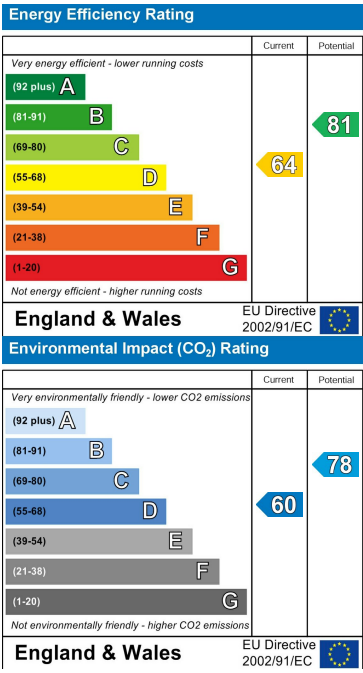 Energy Efficiency Rating
Current Potential
Very energy efficient - lower running costs
(92 plus) A
(81-91) B
81
(69-80) C
(55-68) D
64
(39-54) E
(21-38) F
(1-20) G
Not energy efficient - higher running costs
England & Wales
EU Directive
2002/91/EC
Environmental Impact (CO₂) Rating
Current Potential
Very environmentally friendly - lower CO2 emissions
(92 plus) A
(81-91) B
78
(69-80) C
(55-68) D
60
(39-54) E
(21-38) F
(1-20) G
Not environmentally friendly - higher CO2 emissions
England & Wales
EU Directive
2002/91/EC